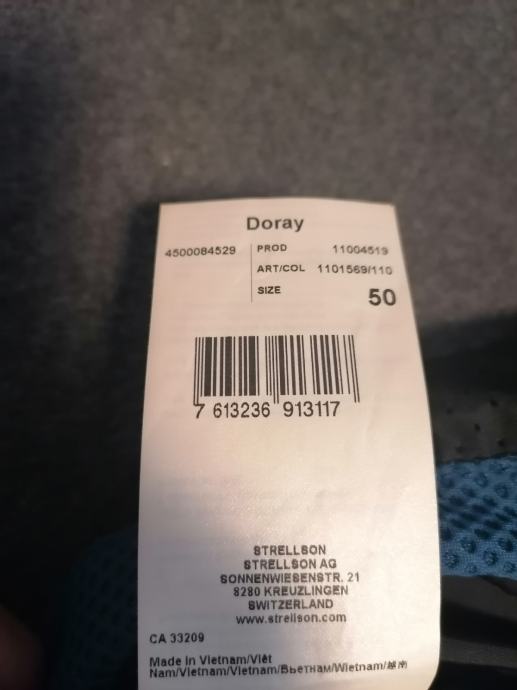 Doray
4500084529 PROD 11004519
ART/COL 1101569/110
SIZE 50
7 613236 913117
STRELLSON
STRELLSON AG
SONNENWIESENSTR. 21
8280 KREUZLINGEN
SWITZERLAND
www.strellson.com
CA 33209
Made in Vietnam/Việt
Nam/Vietnam/Vietnam/Вьетнам/Wietnam/越南